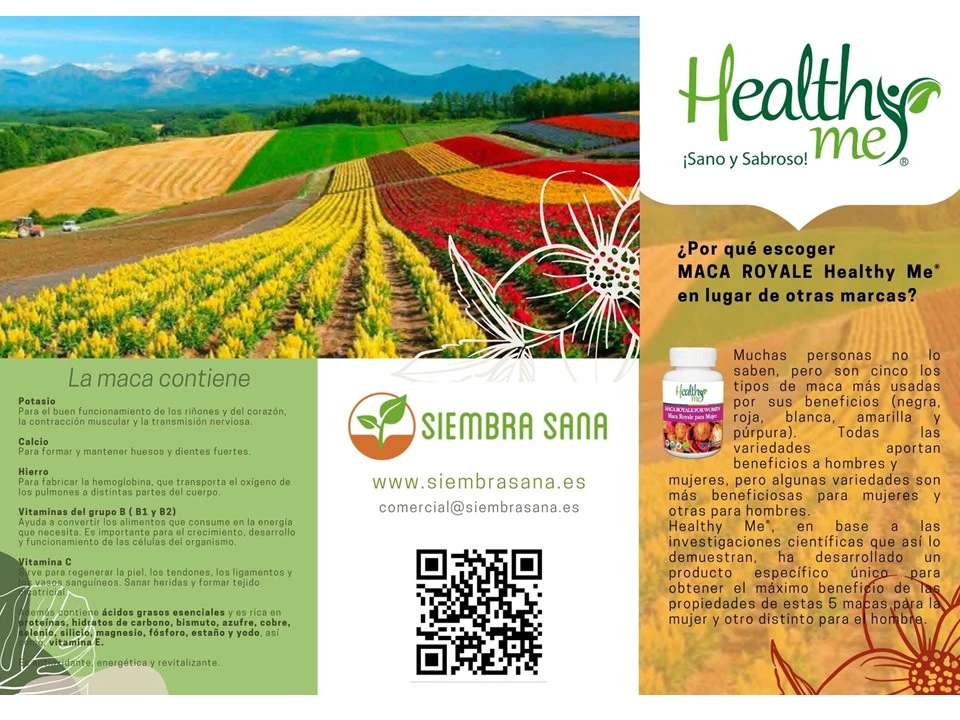 La maca contiene
Potasio
Para el buen funcionamiento de los riñones y del corazón,
la contracción muscular y la transmisión nerviosa.
Calcio
Para formar y mantener huesos y dientes fuertes.
Hierro
Para fabricar la hemoglobina, que transporta el oxígeno de
los pulmones a distintas partes del cuerpo.
Vitaminas del grupo B ( B1 y B2)
Ayuda a convertir los alimentos que consume en la energía
que necesita. Es importante para el crecimiento, desarrollo
y funcionamiento de las células del organismo.
Vitamina C
Sirve para regenerar la piel, los tendones, los ligamentos y
los vasos sanguíneos. Sanar heridas y formar tejido
cicatricial.
Además contiene ácidos grasos esenciales y es rica en
proteínas, hidratos de carbono, bismuto, azufre, cobre,
selenio, silicio, magnesio, fósforo, estaño y yodo, así
vitamina E.
antioxidante, energética y revitalizante.
SIEMBRA SANA
www.siembrasana.es
comercial@siembrasana.es
Healthy
me®
¡Sano y Sabroso!
¿Por qué escoger
MACA ROYALE Healthy Me®
en lugar de otras marcas?
Healthy
me
MACA ROYALE FOR WOMEN
Maca Royale para Mujer
Muchas personas no lo
saben, pero son cinco los
tipos de maca más usadas
por sus beneficios (negra,
roja, blanca, amarilla y
púrpura). Todas las
variedades aportan
beneficios a hombres y
mujeres, pero algunas variedades son
más beneficiosas para mujeres y
otras para hombres.
Healthy Me®, en base a las
investigaciones científicas que así lo
demuestran, ha desarrollado un
producto específico único para
obtener el máximo beneficio de las
propiedades de estas 5 macas para la
mujer y otro distinto para el hombre.